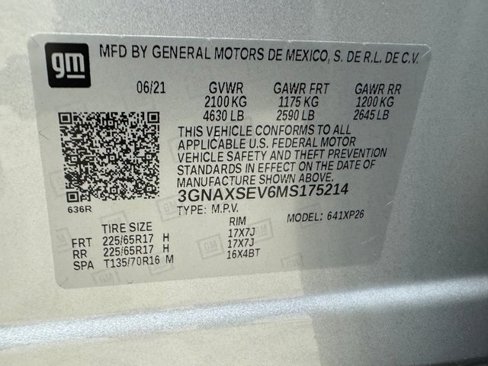 gm
MFD BY GENERAL MOTORS DE MEXICO, S. DE R.L. DE C.V.
06/21 GVWR GAWR FRT GAWR RR
2100 KG 1175 KG 1200 KG
4630 LB 2590 LB 2645 LB
THIS VEHICLE CONFORMS TO ALL
APPLICABLE U.S. FEDERAL MOTOR
VEHICLE SAFETY AND THEFT PREVENTION
STANDARDS IN EFFECT ON THE DATE OF
MANUFACTURE SHOWN ABOVE.
3GNAXSEV6MS175214
636R
TYPE: M.P.V. MODEL: 641XP26
TIRE SIZE RIM
FRT 225/65R17 H 17X7J
RR 225/65R17 H 17X7J
SPA T135/70R16 M 16X4BT